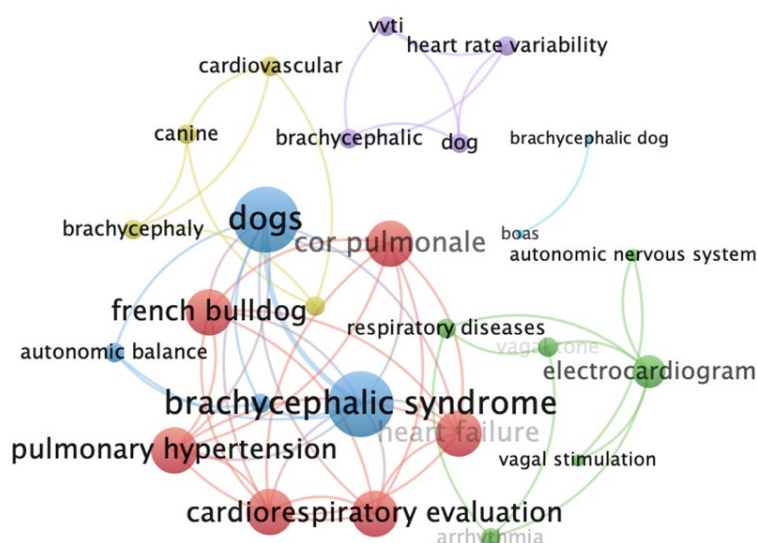 vvti
heart rate variability
cardiovascular
canine
brachycephalic
dog
brachycephalic dog
dogs
brachycephaly
boas
cor pulmonale
autonomic nervous system
french bulldog
respiratory diseases
vagal tone
autonomic balance
electrocardiogram
brachycephalic syndrome
heart failure
pulmonary hypertension
vagal stimulation
cardiorespiratory evaluation
arrhythmia